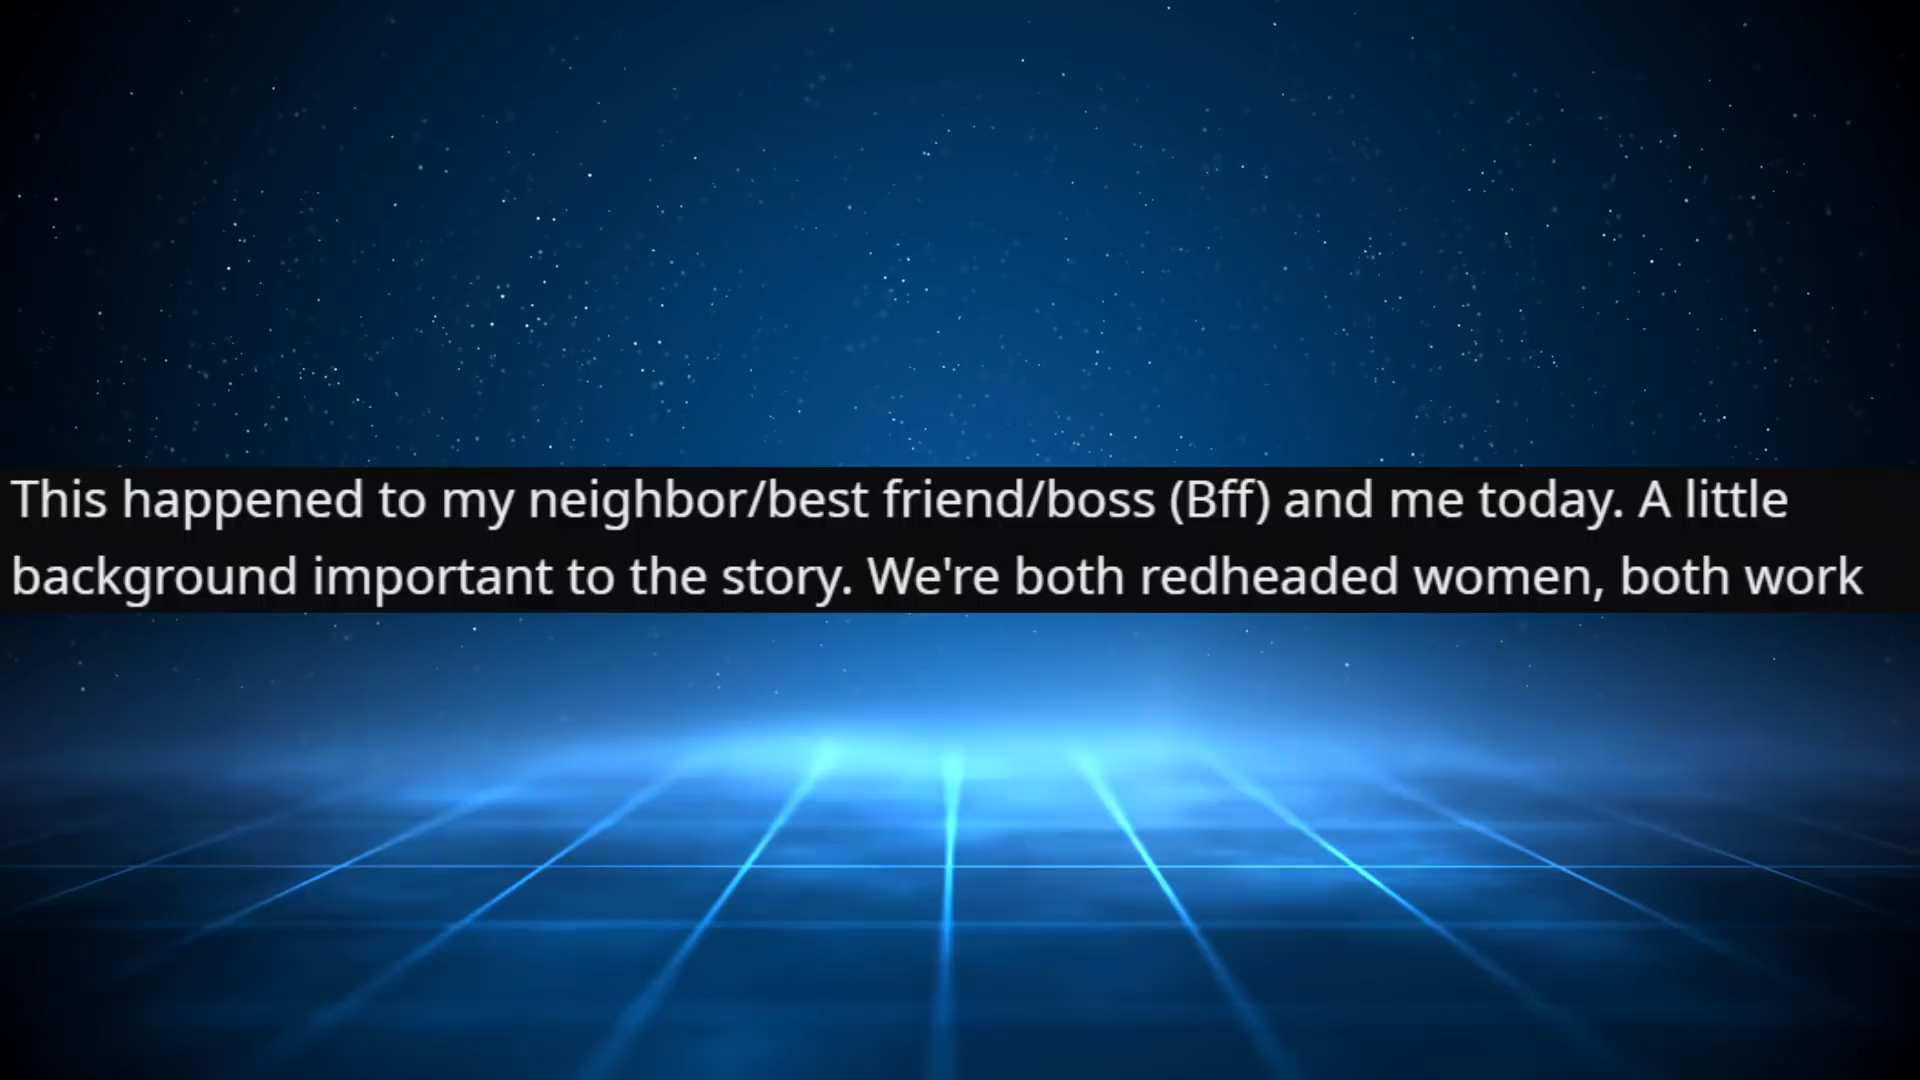 This happened to my neighbor/best friend/boss (Bff) and me today. A little
background important to the story. We're both redheaded women, both work